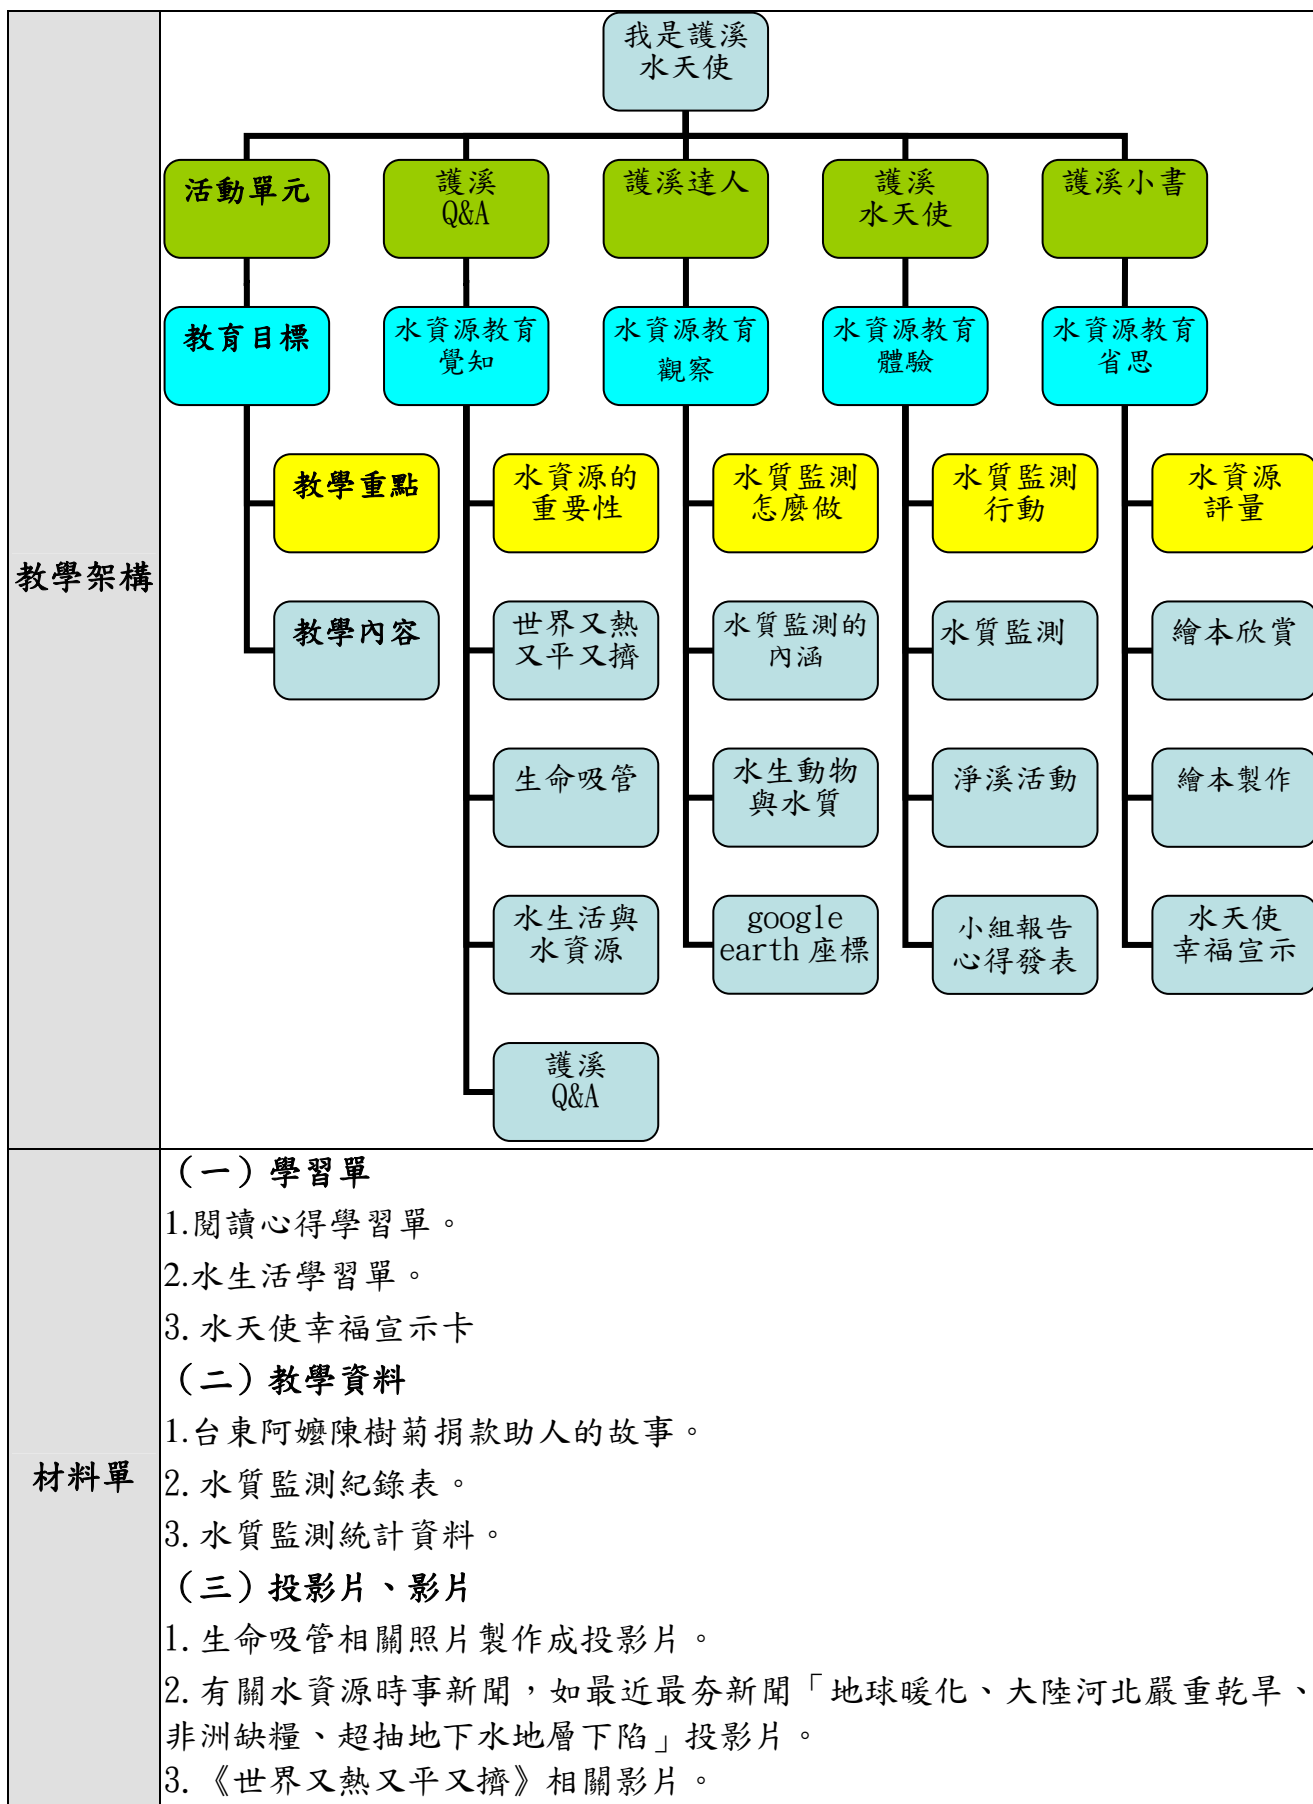 教學架構
我是護溪
水天使
活動單元
護溪
Q&A
護溪達人
護溪
水天使
護溪小書
教育目標
水資源教育
覺知
水資源教育
觀察
水資源教育
體驗
水資源教育
省思
教學重點
水資源的
重要性
水質監測
怎麼做
水質監測
行動
水資源
評量
教學內容
世界又熱
又平又擠
水質監測的
內涵
水質監測
繪本欣賞
生命吸管
水生動物
與水質
淨溪活動
繪本製作
水生活與
水資源
google
earth 座標
小組報告
心得發表
水天使
幸福宣示
護溪
Q&A
材料單
（一）學習單
1.閱讀心得學習單。
2.水生活學習單。
3.水天使幸福宣示卡
（二）教學資料
1.台東阿嬤陳樹菊捐款助人的故事。
2.水質監測紀錄表。
3.水質監測統計資料。
（三）投影片、影片
1.生命吸管相關照片製作成投影片。
2.有關水資源時事新聞，如最近最夯新聞「地球暖化、大陸河北嚴重乾旱、
非洲缺糧、超抽地下水地層下陷」投影片。
3.《世界又熱又平又擠》相關影片。